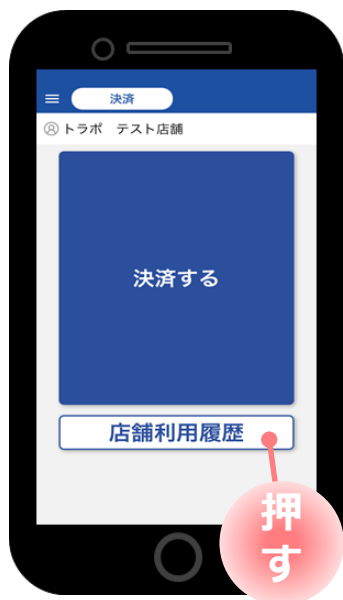 決済
トラポ　テスト店舗
決済する
店舗利用履歴
押
す